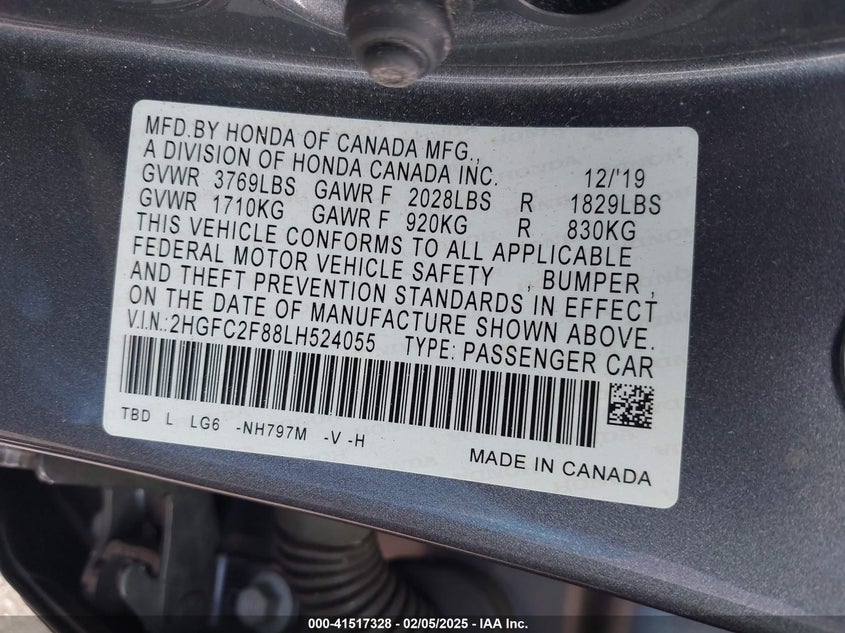 MFD.BY HONDA OF CANADA MFG.,
A DIVISION OF HONDA CANADA INC. 12/'19
GVWR 3769LBS GAWR F 2028LBS R 1829LBS
GVWR 1710KG GAWR F 920KG R 830KG
THIS VEHICLE CONFORMS TO ALL APPLICABLE
FEDERAL MOTOR VEHICLE SAFETY , BUMPER ,
AND THEFT PREVENTION STANDARDS IN EFFECT
ON THE DATE OF MANUFACTURE SHOWN ABOVE.
V.I.N.:2HGFC2F88LH524055 TYPE: PASSENGER CAR
TBD L LG6 -NH797M -V -H
MADE IN CANADA
000-41517328 - 02/05/2025 - IAA Inc.